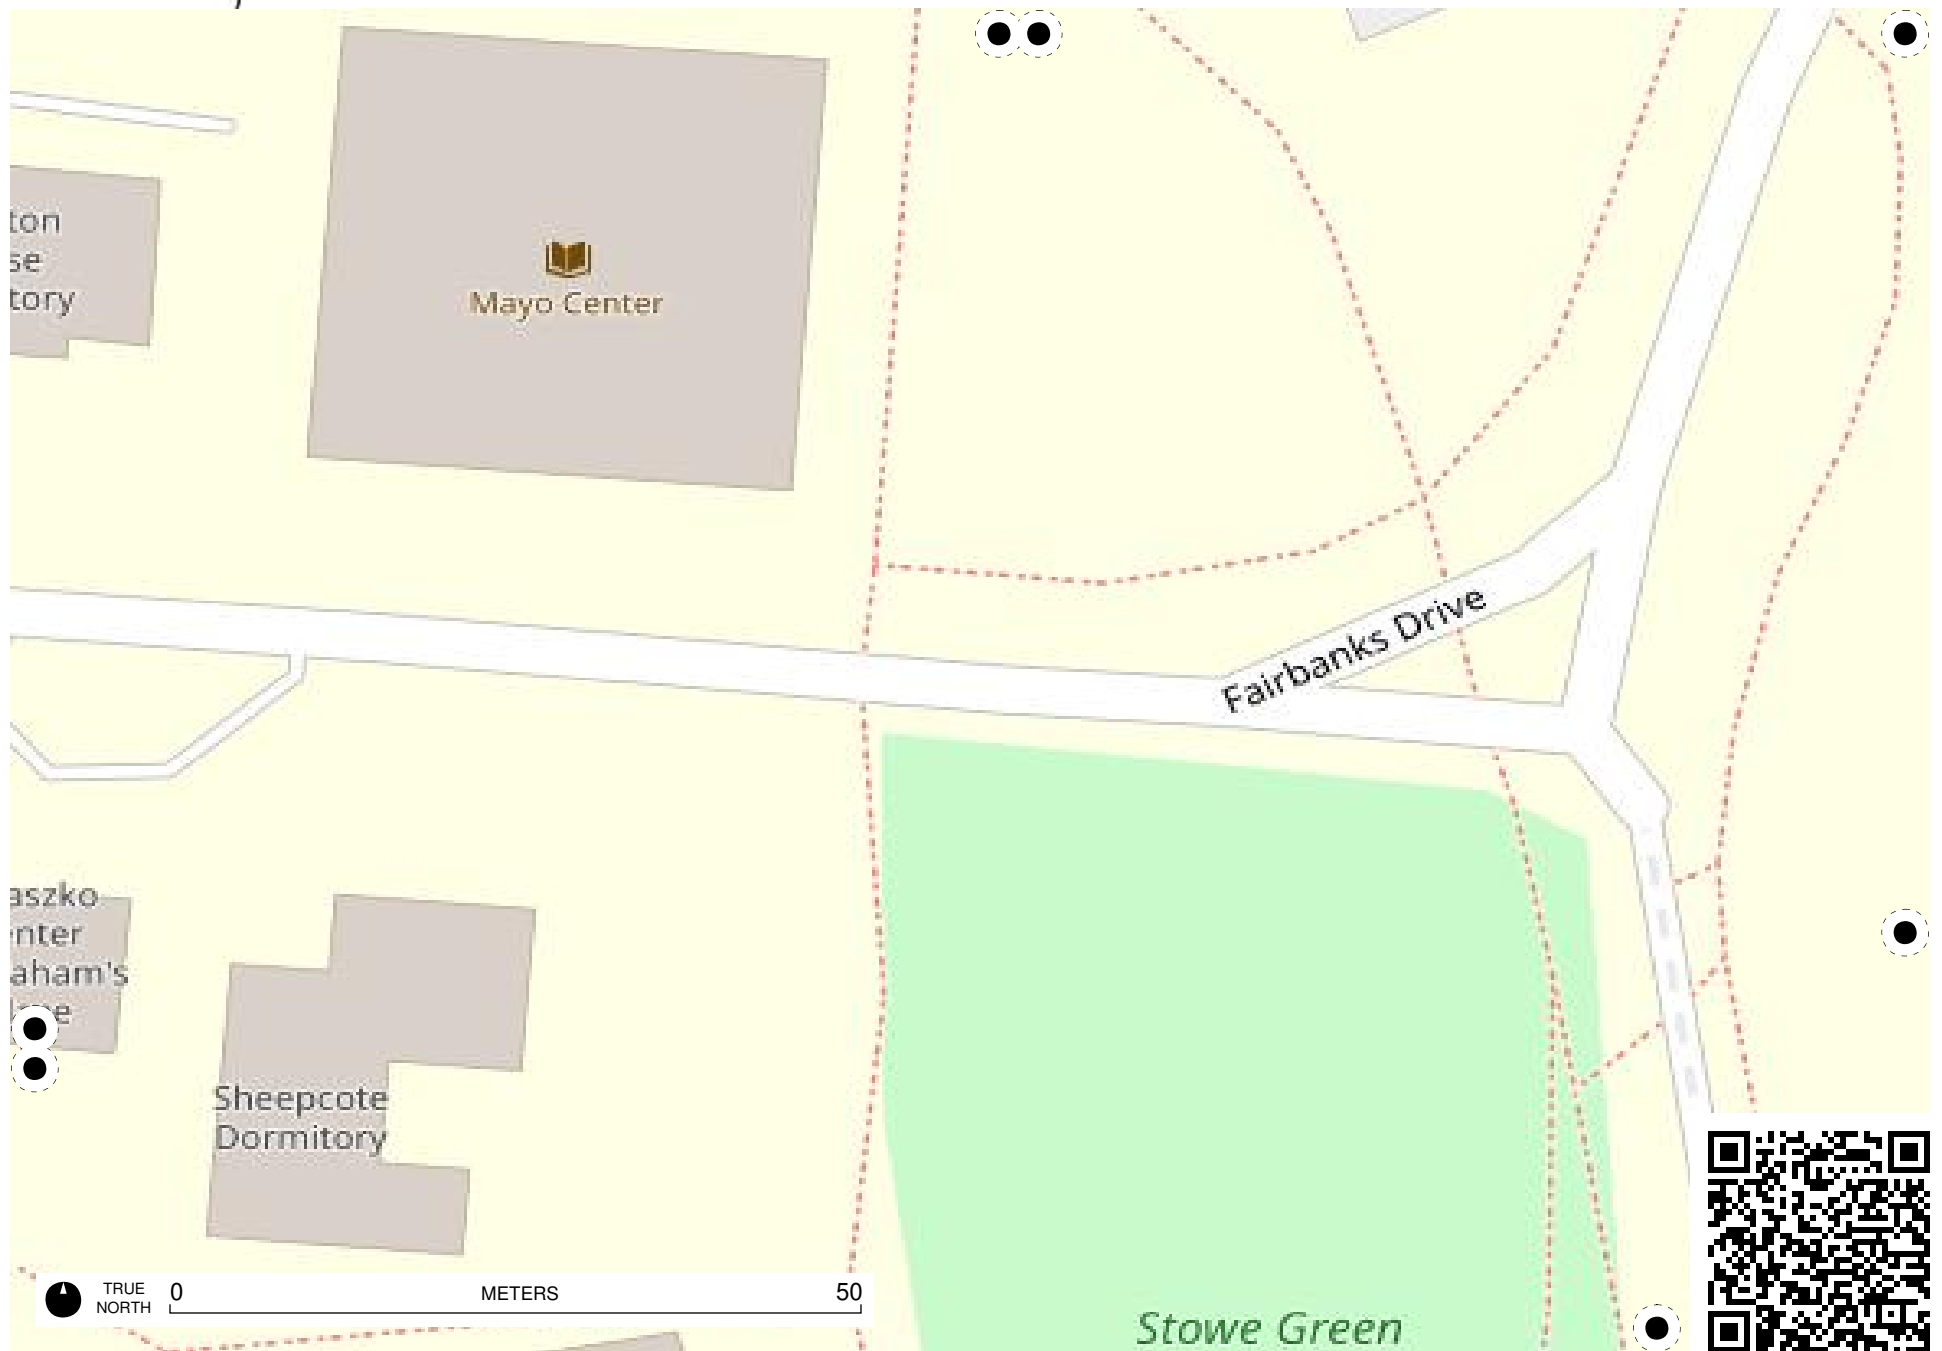 ton
se
tory
Mayo Center
Fairbanks Drive
aszko
nter
aham's
Sheepcote
Dormitory
TRUE
NORTH
0
METERS
50
Stowe Green